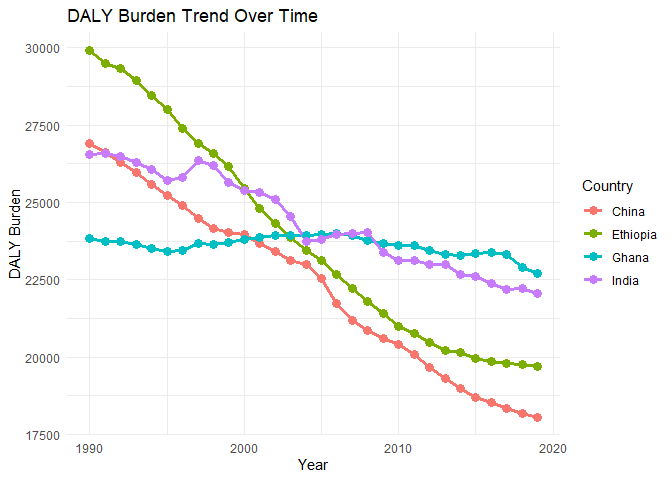 DALY Burden Trend Over Time
30000
27500
25000
22500
20000
17500
DALY Burden
1990
2000
2010
2020
Year
Country
China
Ethiopia
Ghana
India